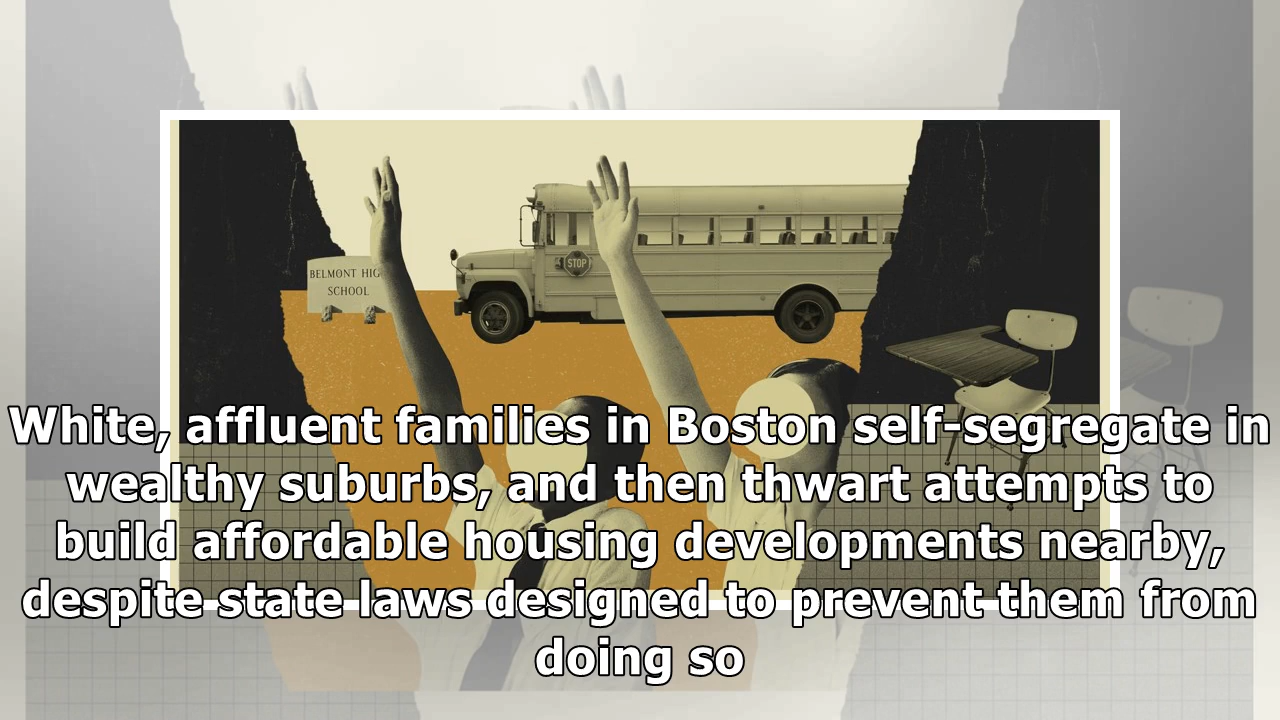 BELMONT HIG
SCHOOL
STOP
White, affluent families in Boston self-segregate in
wealthy suburbs, and then thwart attempts to
build affordable housing developments nearby,
despite state laws designed to prevent them from
doing so